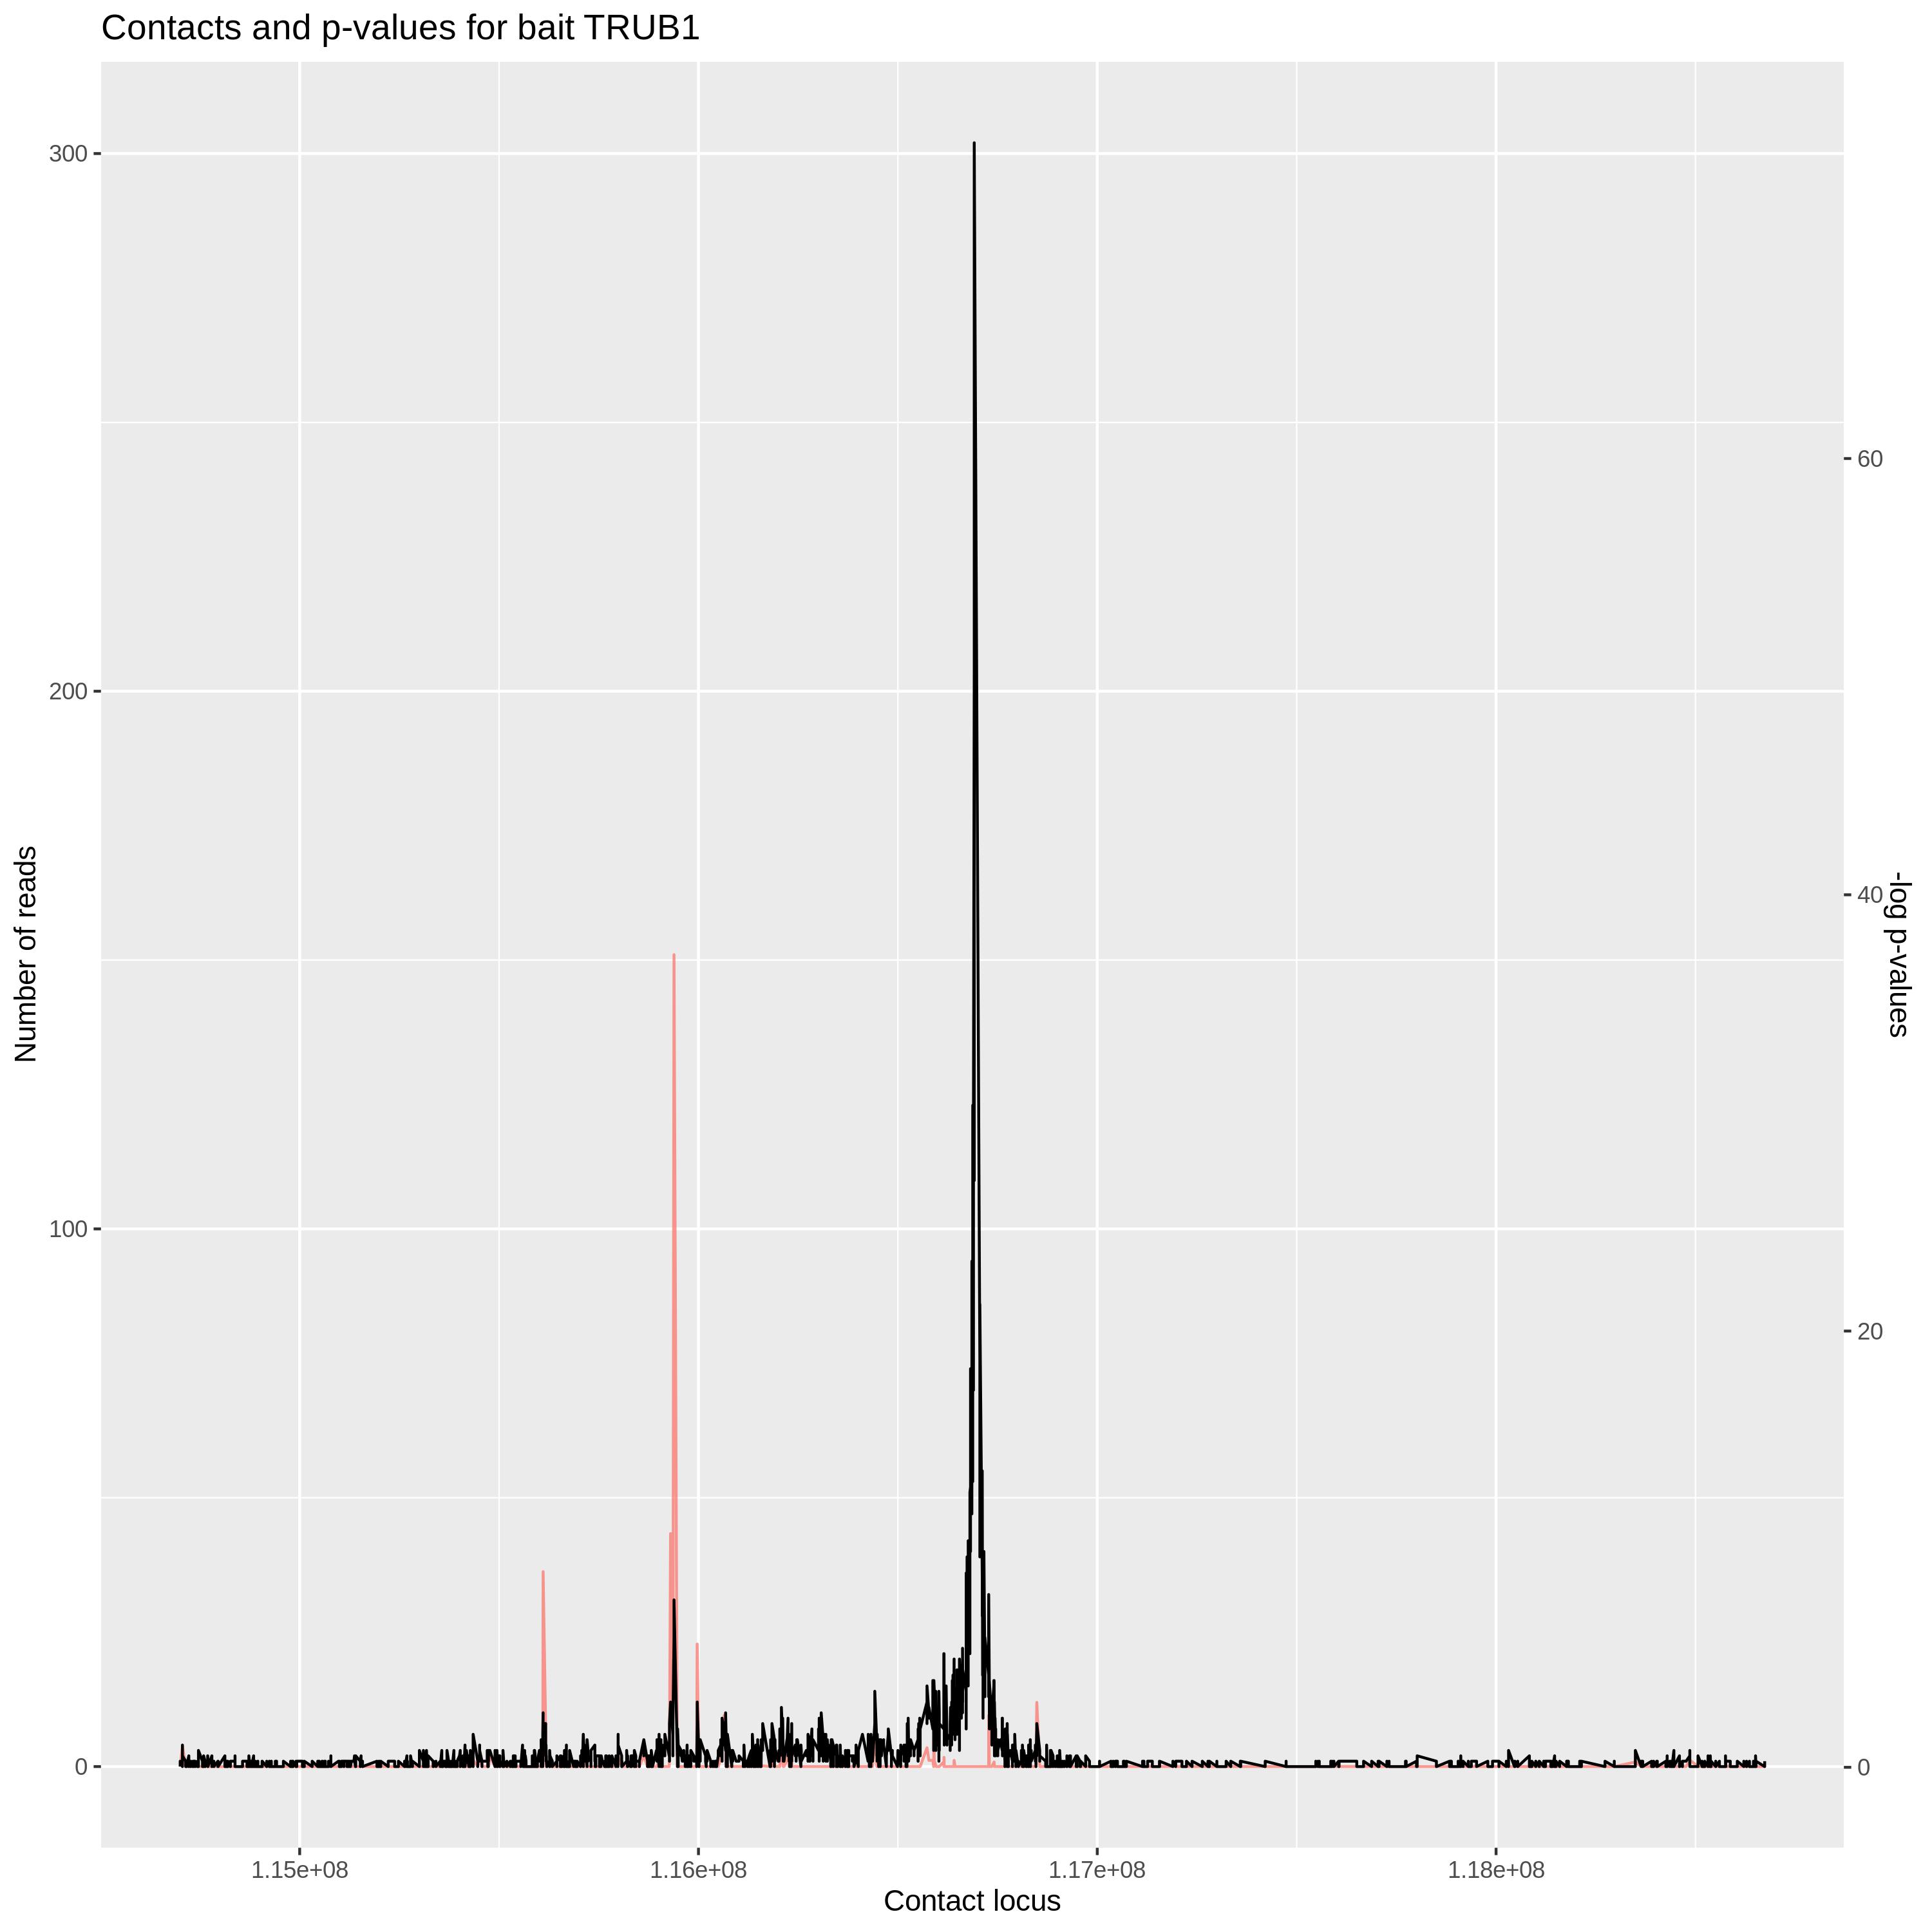 Contacts and p-values for bait TRUB1
300
200
100
0
Number of reads
60
40
20
0
-log p-values
1.15e+08
1.16e+08
1.17e+08
1.18e+08
Contact locus